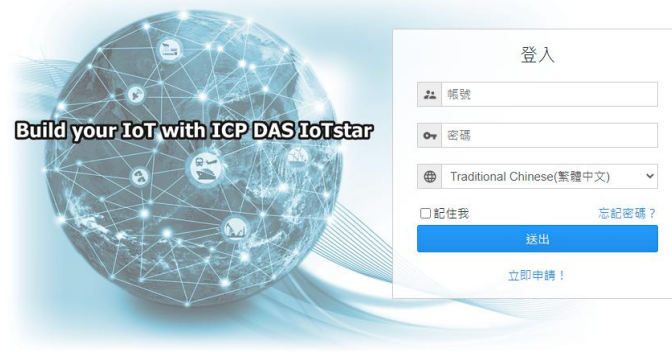 Build your IoT with ICP DAS IoTstar
登入
帳號
密碼
Traditional Chinese(繁體中文)
記住我
忘記密碼？
送出
立即申請！